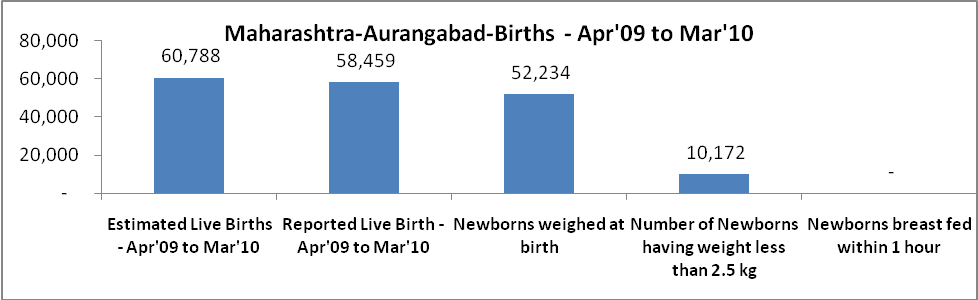 Maharashtra-Aurangabad-Births - Apr'09 to Mar'10
80,000
60,000
40,000
20,000
-
60,788
58,459
52,234
10,172
-
Estimated Live Births
- Apr'09 to Mar'10
Reported Live Birth -
Apr'09 to Mar'10
Newborns weighed at
birth
Number of Newborns
having weight less
than 2.5 kg
Newborns breast fed
within 1 hour